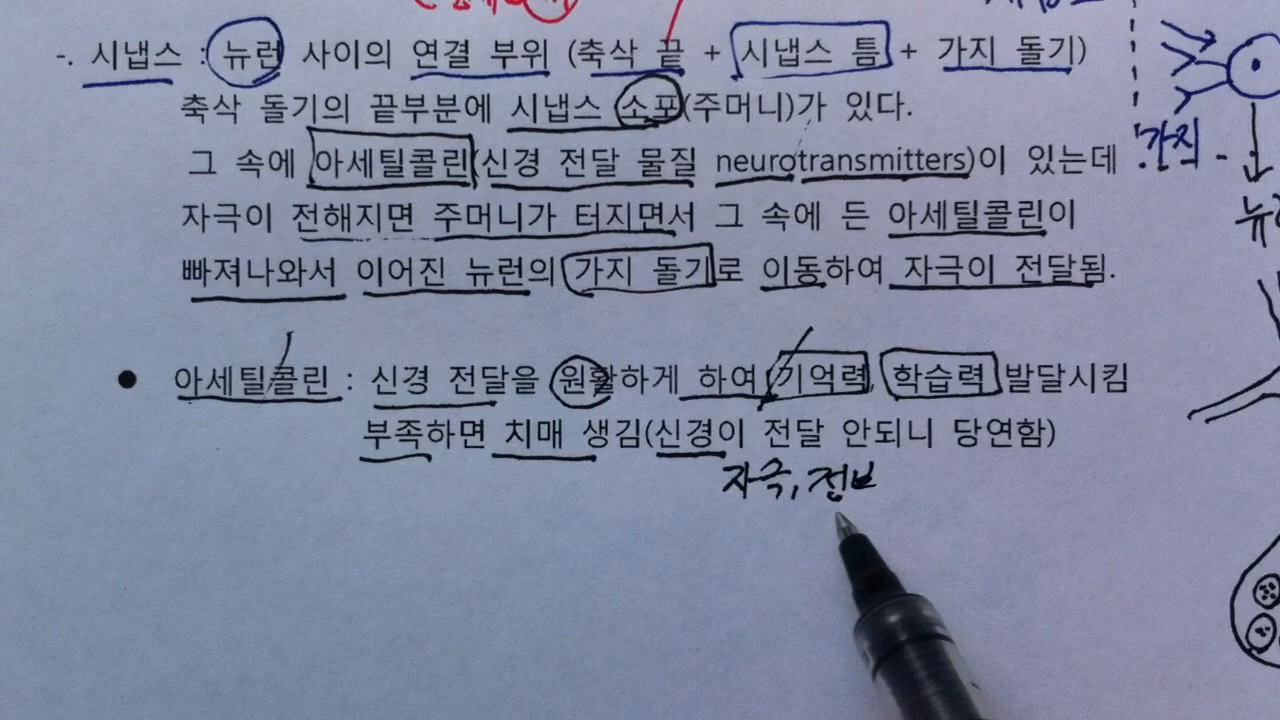 -. 시냅스 : 뉴런 사이의 연결 부위 (축삭 끝 + 시냅스 틈 + 가지 돌기)
축삭 돌기의 끝부분에 시냅스 소포(주머니)가 있다.
그 속에 아세틸콜린(신경 전달 물질 neurotransmitters)이 있는데
자극이 전해지면 주머니가 터지면서 그 속에 든 아세틸콜린이
빠져나와서 이어진 뉴런의 가지 돌기로 이동하여 자극이 전달됨.
● 아세틸콜린 : 신경 전달을 원활하게 하여 기억력, 학습력 발달시킴
부족하면 치매 생김(신경이 전달 안되니 당연함)
자극, 정보
가지